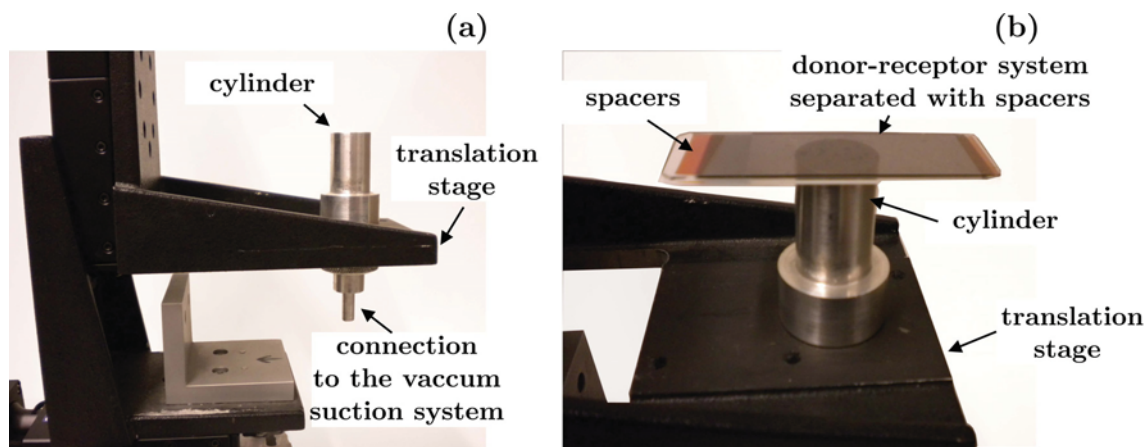 (a)
cylinder
translation
stage
connection
to the vaccum
suction system
(b)
donor-receptor system
separated with spacers
spacers
cylinder
translation
stage